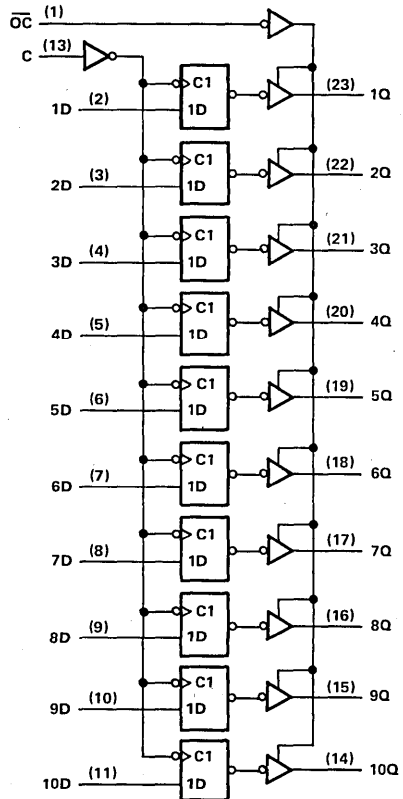 O̅C̅ (1)
C (13)
C1
1D (2) 1D (23) 1Q
C1
2D (3) 1D (22) 2Q
C1
3D (4) 1D (21) 3Q
C1
4D (5) 1D (20) 4Q
C1
5D (6) 1D (19) 5Q
C1
6D (7) 1D (18) 6Q
C1
7D (8) 1D (17) 7Q
C1
8D (9) 1D (16) 8Q
C1
9D (10) 1D (15) 9Q
C1
10D (11) 1D (14) 10Q